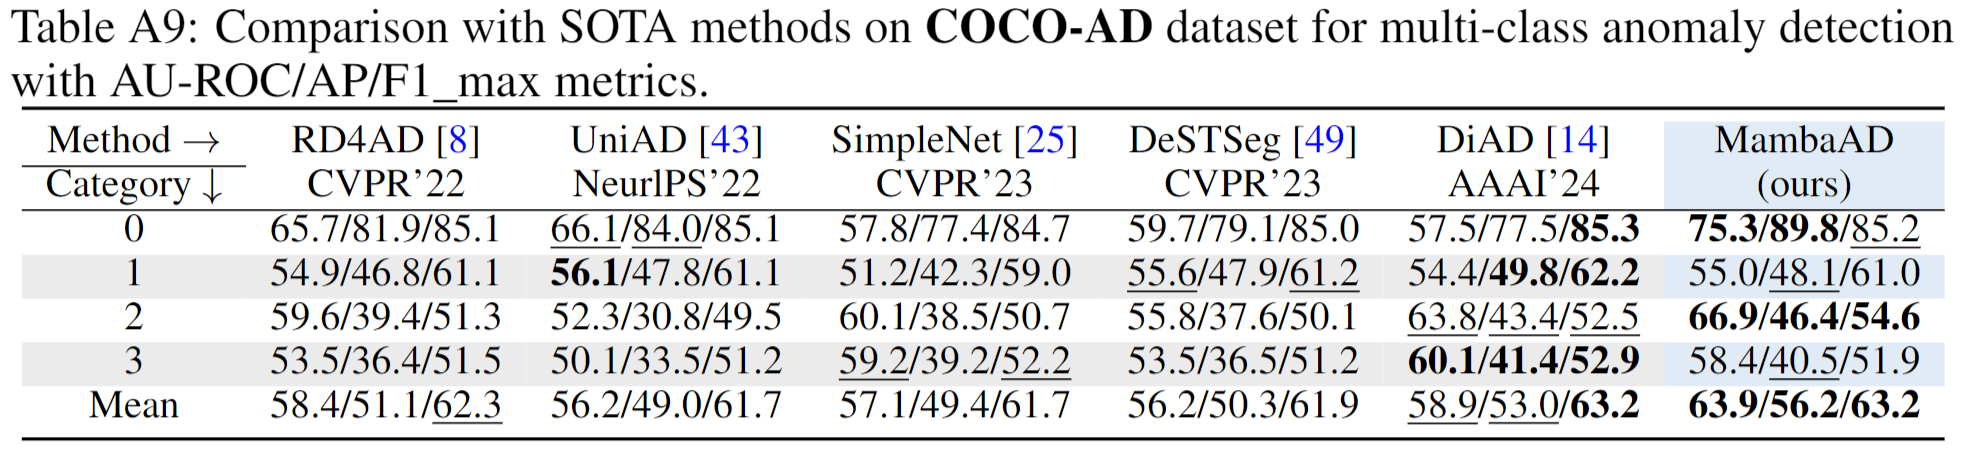 Table A9: Comparison with SOTA methods on COCO-AD dataset for multi-class anomaly detection
with AU-ROC/AP/F1_max metrics.
Method → RD4AD [8] UniAD [43] SimpleNet [25] DeSTSeg [49] DiAD [14] MambaAD
Category ↓ CVPR’22 NeurlPS’22 CVPR’23 CVPR’23 AAAI’24 (ours)
0 65.7/81.9/85.1 66.1/84.0/85.1 57.8/77.4/84.7 59.7/79.1/85.0 57.5/77.5/85.3 75.3/89.8/85.2
1 54.9/46.8/61.1 56.1/47.8/61.1 51.2/42.3/59.0 55.6/47.9/61.2 54.4/49.8/62.2 55.0/48.1/61.0
2 59.6/39.4/51.3 52.3/30.8/49.5 60.1/38.5/50.7 55.8/37.6/50.1 63.8/43.4/52.5 66.9/46.4/54.6
3 53.5/36.4/51.5 50.1/33.5/51.2 59.2/39.2/52.2 53.5/36.5/51.2 60.1/41.4/52.9 58.4/40.5/51.9
Mean 58.4/51.1/62.3 56.2/49.0/61.7 57.1/49.4/61.7 56.2/50.3/61.9 58.9/53.0/63.2 63.9/56.2/63.2